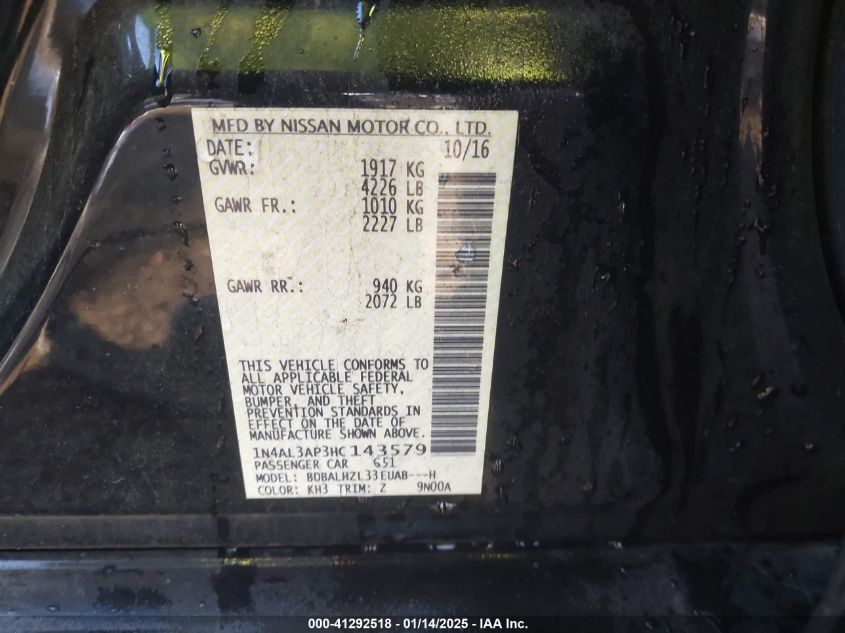 MFD BY NISSAN MOTOR CO., LTD.
DATE: 10/16
GVWR: 1917 KG
4226 LB
GAWR FR.: 1010 KG
2227 LB
GAWR RR.: 940 KG
2072 LB
THIS VEHICLE CONFORMS TO
ALL APPLICABLE FEDERAL
MOTOR VEHICLE SAFETY,
BUMPER, AND THEFT
PREVENTION STANDARDS IN
EFFECT ON THE DATE OF
MANUFACTURE SHOWN ABOVE.
1N4AL3AP3HC143579
PASSENGER CAR G51
MODEL: BDBALHZL33EUAB---H
COLOR: KH3 TRIM: Z 9N00A
000-41292518 - 01/14/2025 - IAA Inc.